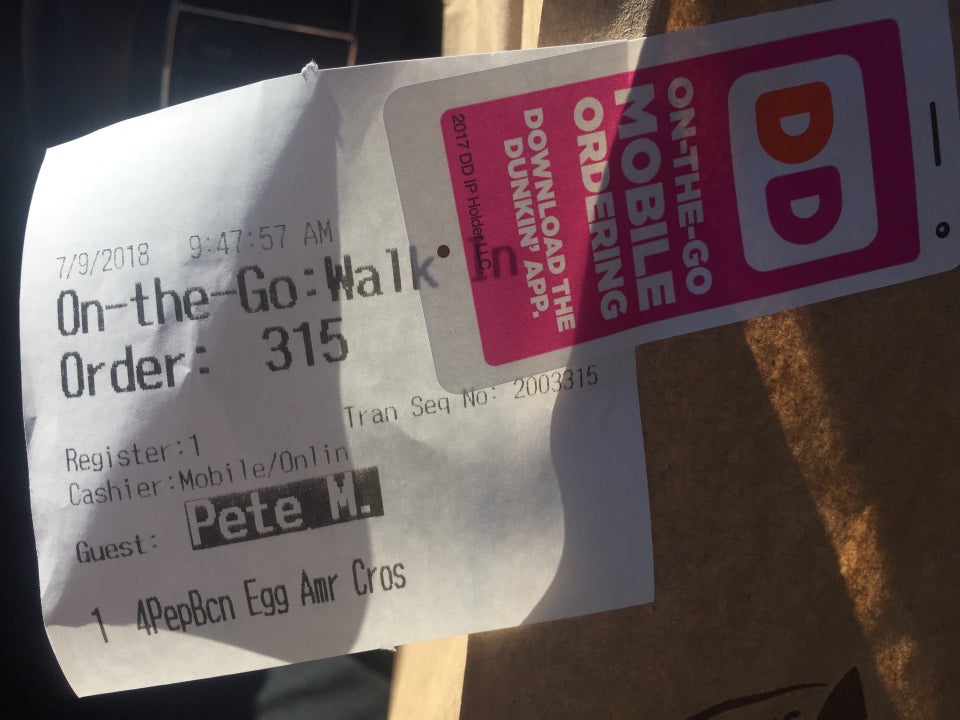 7/9/2018 9:47:57 AM
On-the-Go:Walk in
Order: 315
Tran Seq No: 2003315
Register:1
Cashier:Mobile/Onlin
Guest: Pete M.
1 4PepBcn Egg Amr Cros
DD
ON-THE-GO
MOBILE
ORDERING
DOWNLOAD THE
DUNKIN' APP.
2017 DD IP Holder LLC.